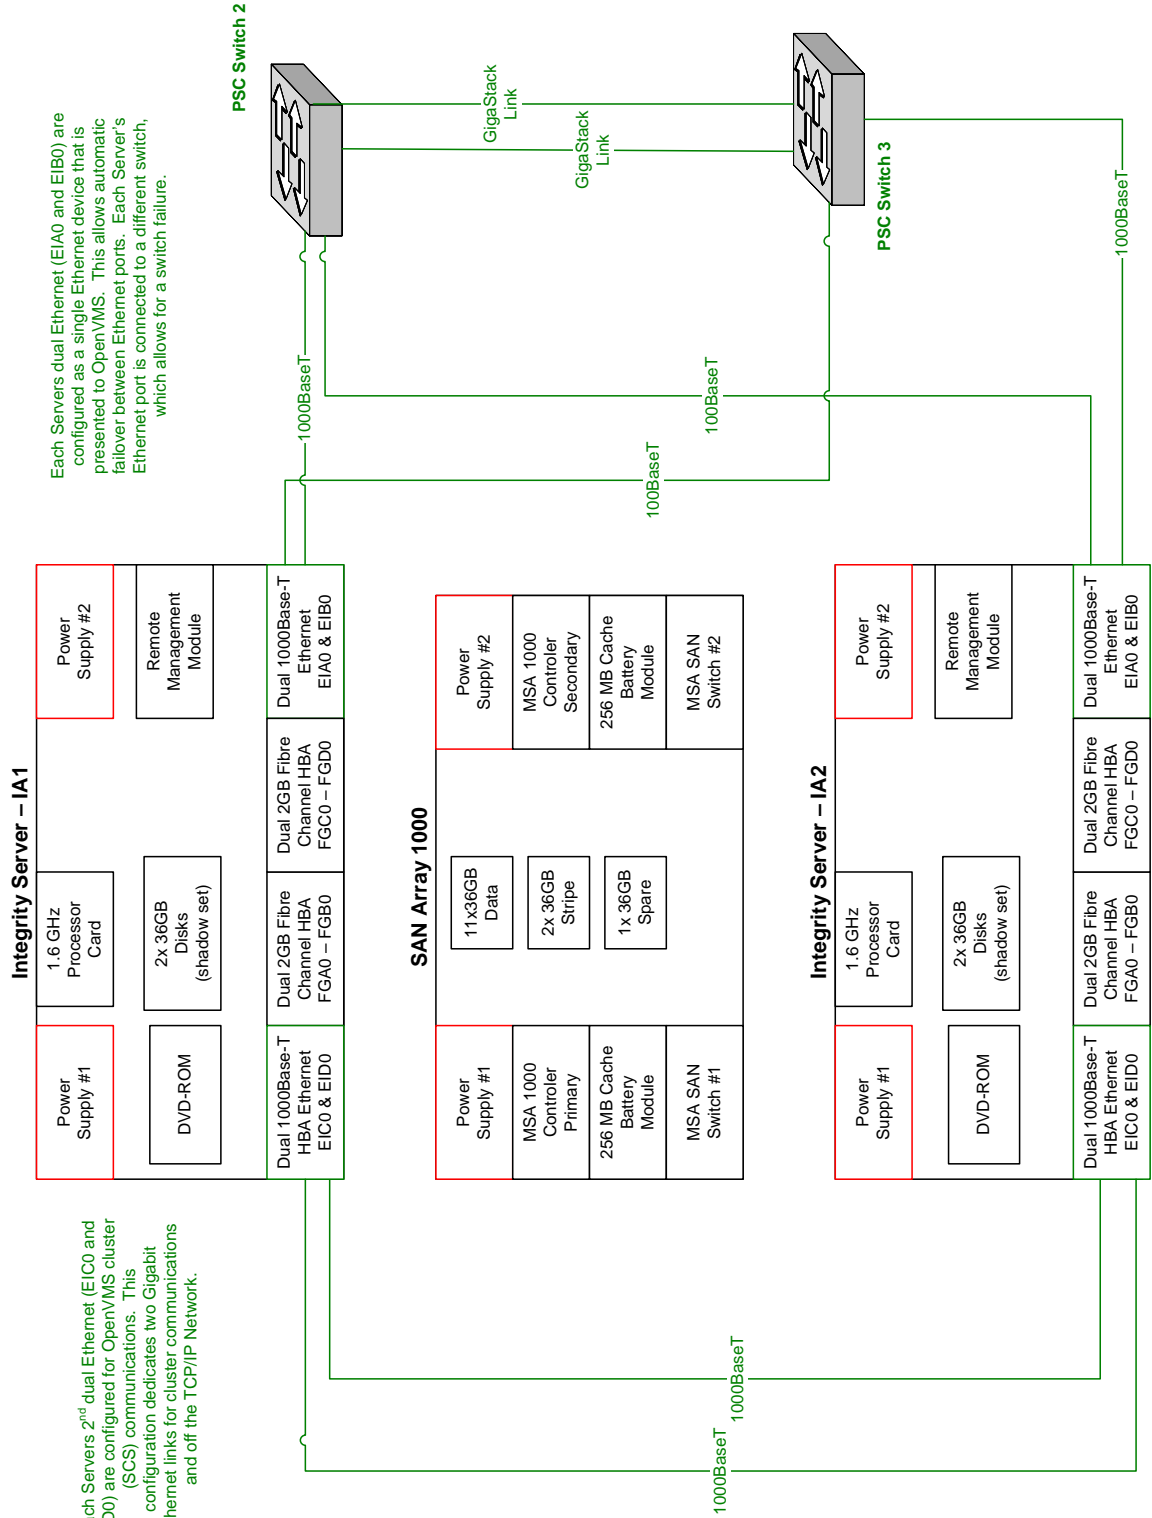 Each Servers dual Ethernet (EIA0 and EIB0) are
configured as a single Ethernet device that is
presented to OpenVMS. This allows automatic
failover between Ethernet ports. Each Server's
Ethernet port is connected to a different switch,
which allows for a switch failure.
PSC Switch 2
GigaStack
Link
GigaStack
Link
PSC Switch 3
1000BaseT
100BaseT
100BaseT
1000BaseT
Integrity Server – IA1
Power
Supply #1
1.6 GHz
Processor
Card
Power
Supply #2
DVD-ROM
2x 36GB
Disks
(shadow set)
Remote
Management
Module
Dual 1000Base-T
HBA Ethernet
EIC0 & EID0
Dual 2GB Fibre
Channel HBA
FGA0 – FGB0
Dual 2GB Fibre
Channel HBA
FGC0 – FGD0
Dual 1000Base-T
Ethernet
EIA0 & EIB0
SAN Array 1000
Power
Supply #1
MSA 1000
Controler
Primary
256 MB Cache
Battery
Module
MSA SAN
Switch #1
11x36GB
Data
2x 36GB
Stripe
1x 36GB
Spare
Power
Supply #2
MSA 1000
Controler
Secondary
256 MB Cache
Battery
Module
MSA SAN
Switch #2
Integrity Server – IA2
Power
Supply #1
1.6 GHz
Processor
Card
Power
Supply #2
DVD-ROM
2x 36GB
Disks
(shadow set)
Remote
Management
Module
Dual 1000Base-T
HBA Ethernet
EIC0 & EID0
Dual 2GB Fibre
Channel HBA
FGA0 – FGB0
Dual 2GB Fibre
Channel HBA
FGC0 – FGD0
Dual 1000Base-T
Ethernet
EIA0 & EIB0
Servers 2nd dual Ethernet (EIC0 and
are configured for OpenVMS cluster
(SCS) communications. This
configuration dedicates two Gigabit
links for cluster communications
and off the TCP/IP Network.
1000BaseT
1000BaseT